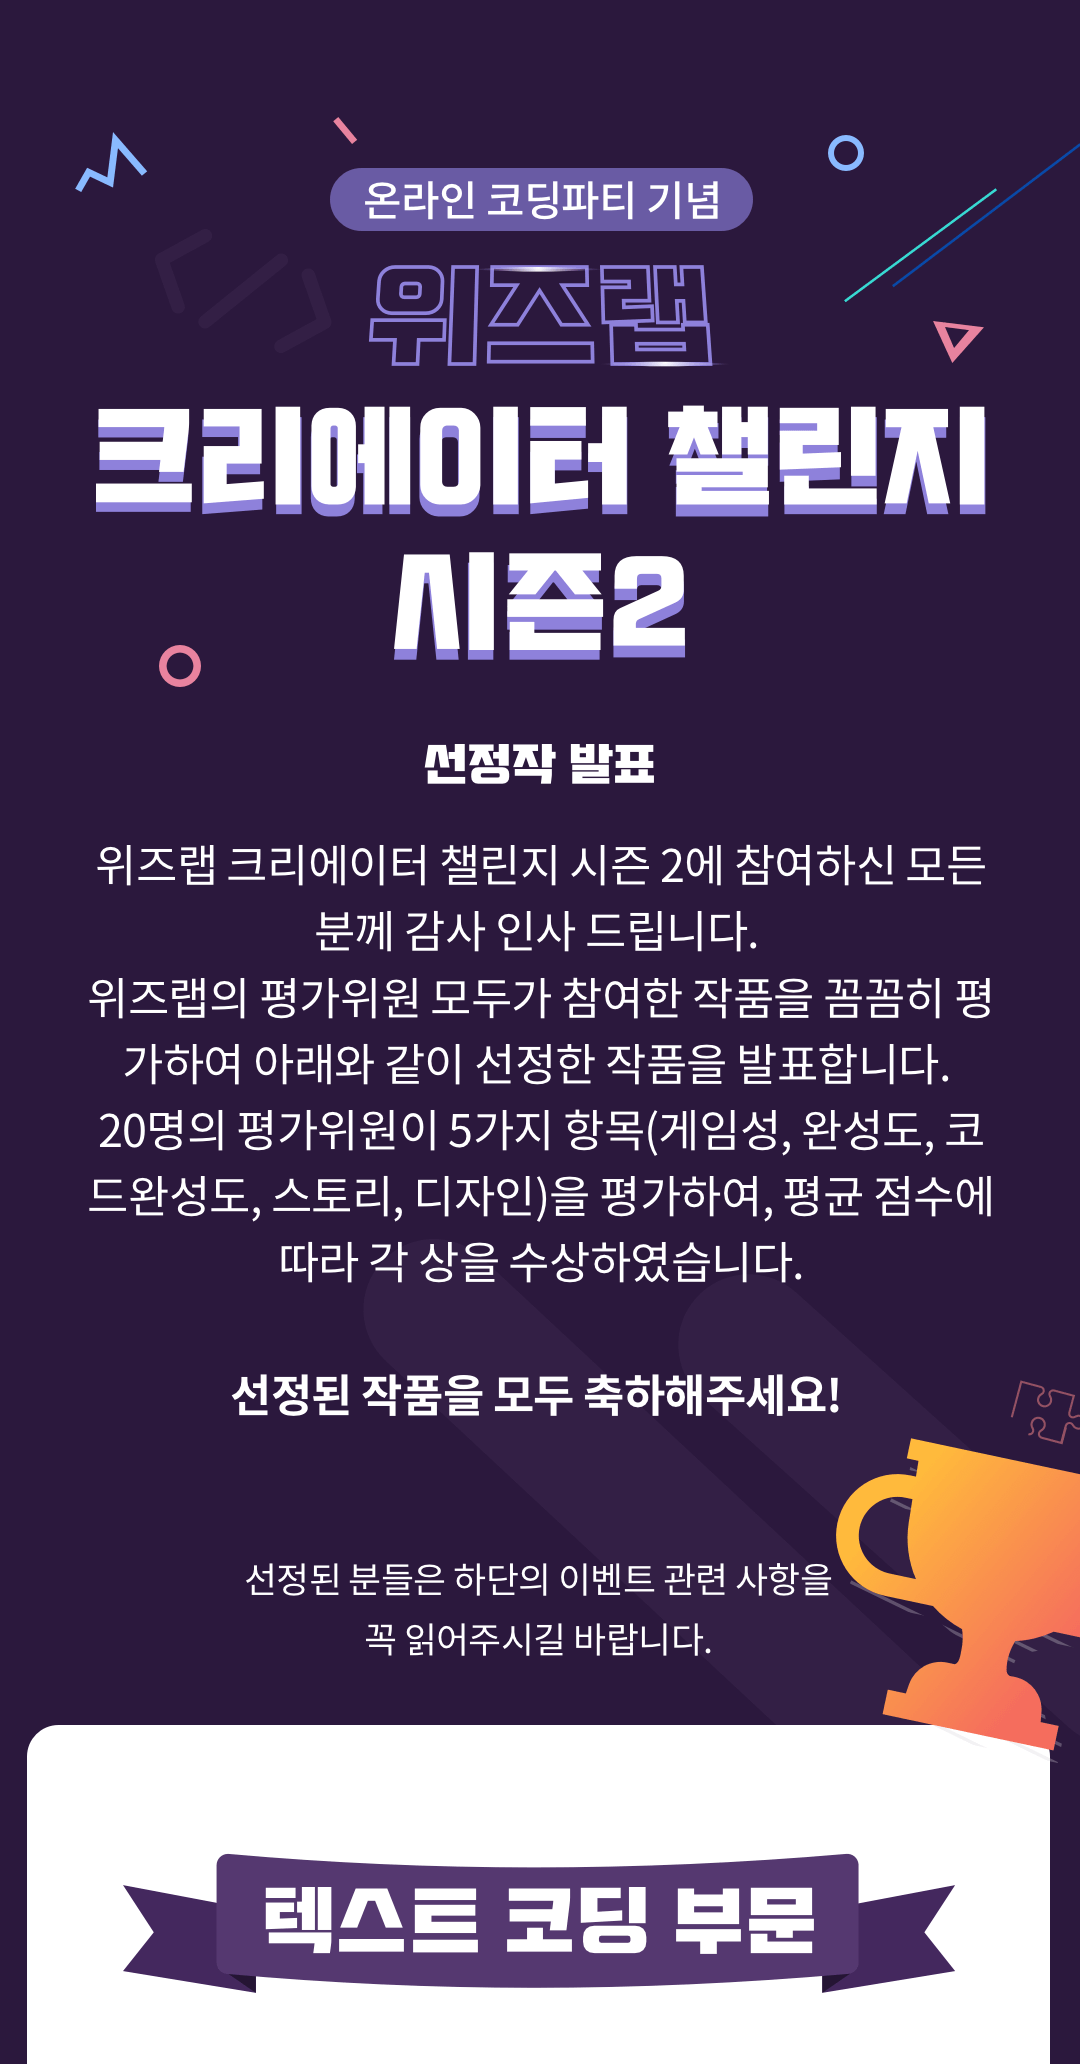 온라인 코딩파티 기념
위즈랩
크리에이터 챌린지
시즌2
선정작 발표
위즈랩 크리에이터 챌린지 시즌 2에 참여하신 모든
분께 감사 인사 드립니다.
위즈랩의 평가위원 모두가 참여한 작품을 꼼꼼히 평
가하여 아래와 같이 선정한 작품을 발표합니다.
20명의 평가위원이 5가지 항목(게임성, 완성도, 코
드완성도, 스토리, 디자인)을 평가하여, 평균 점수에
따라 각 상을 수상하였습니다.
선정된 작품을 모두 축하해주세요!
선정된 분들은 하단의 이벤트 관련 사항을
꼭 읽어주시길 바랍니다.
텍스트 코딩 부문